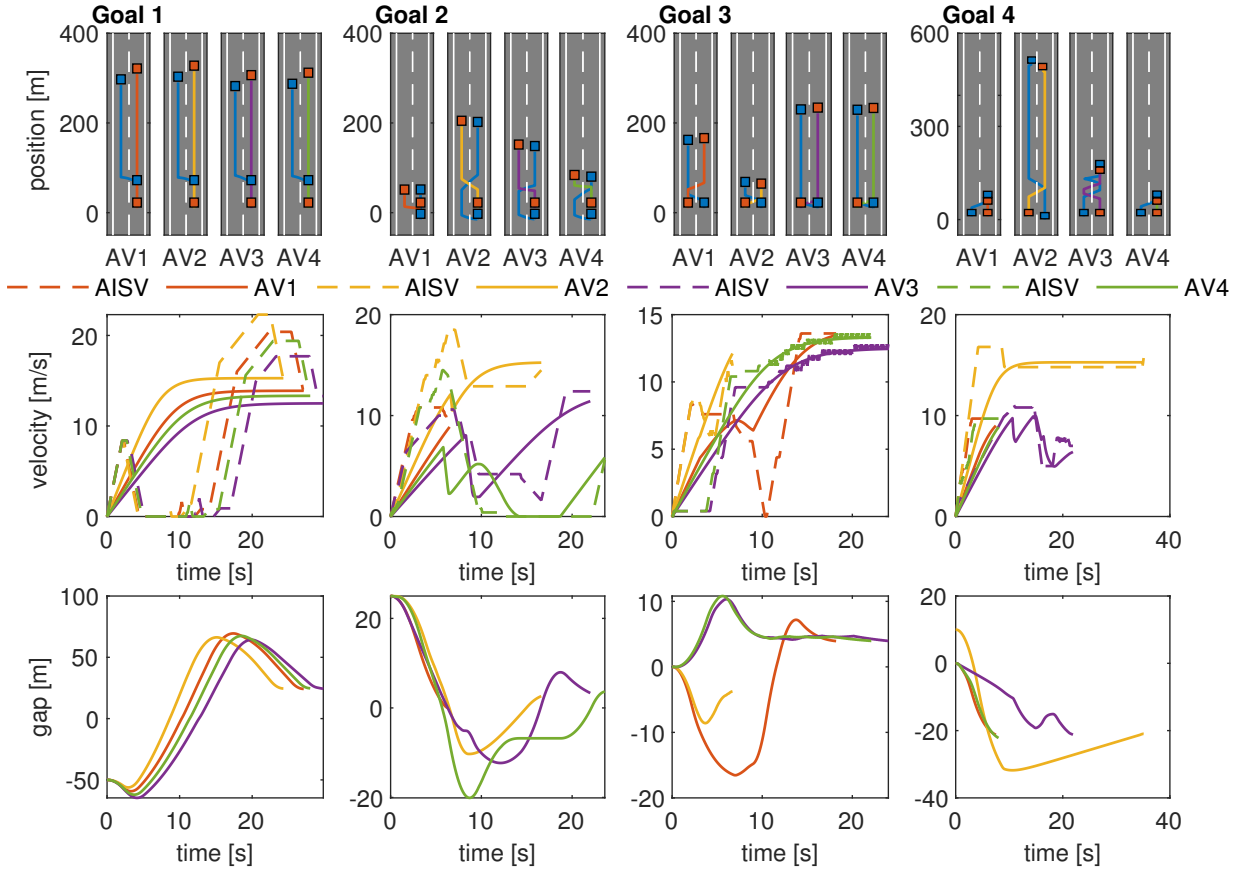 Goal 1 Goal 2 Goal 3 Goal 4
400 400 400 600
200 200 200 300
0 0 0 0
position [m]
AV1 AV2 AV3 AV4 AV1 AV2 AV3 AV4 AV1 AV2 AV3 AV4 AV1 AV2 AV3 AV4
AISV AV1 AISV AV2 AISV AV3 AISV AV4
velocity [m/s]
20 20 15 20
10 10 10 10
5
0 0 0 0
0 10 20 0 10 20 0 10 20 0 20 40
time [s] time [s] time [s] time [s]
gap [m]
100 20 10 20
50 0 0 0
0 -20 -10 -20
-50 -20 -40
0 10 20 0 10 20 0 10 20 0 20 40
time [s] time [s] time [s] time [s]